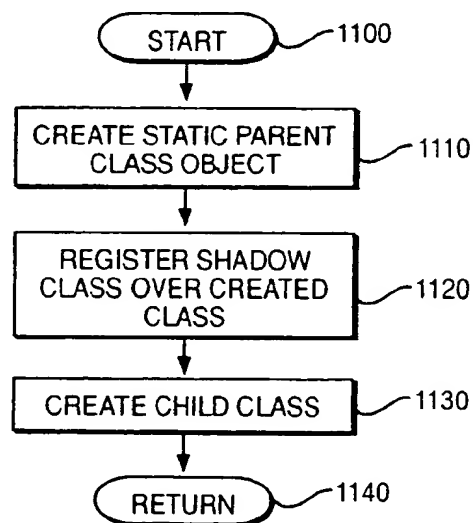 START
1100
CREATE STATIC PARENT
CLASS OBJECT
1110
REGISTER SHADOW
CLASS OVER CREATED
CLASS
1120
CREATE CHILD CLASS
1130
RETURN
1140